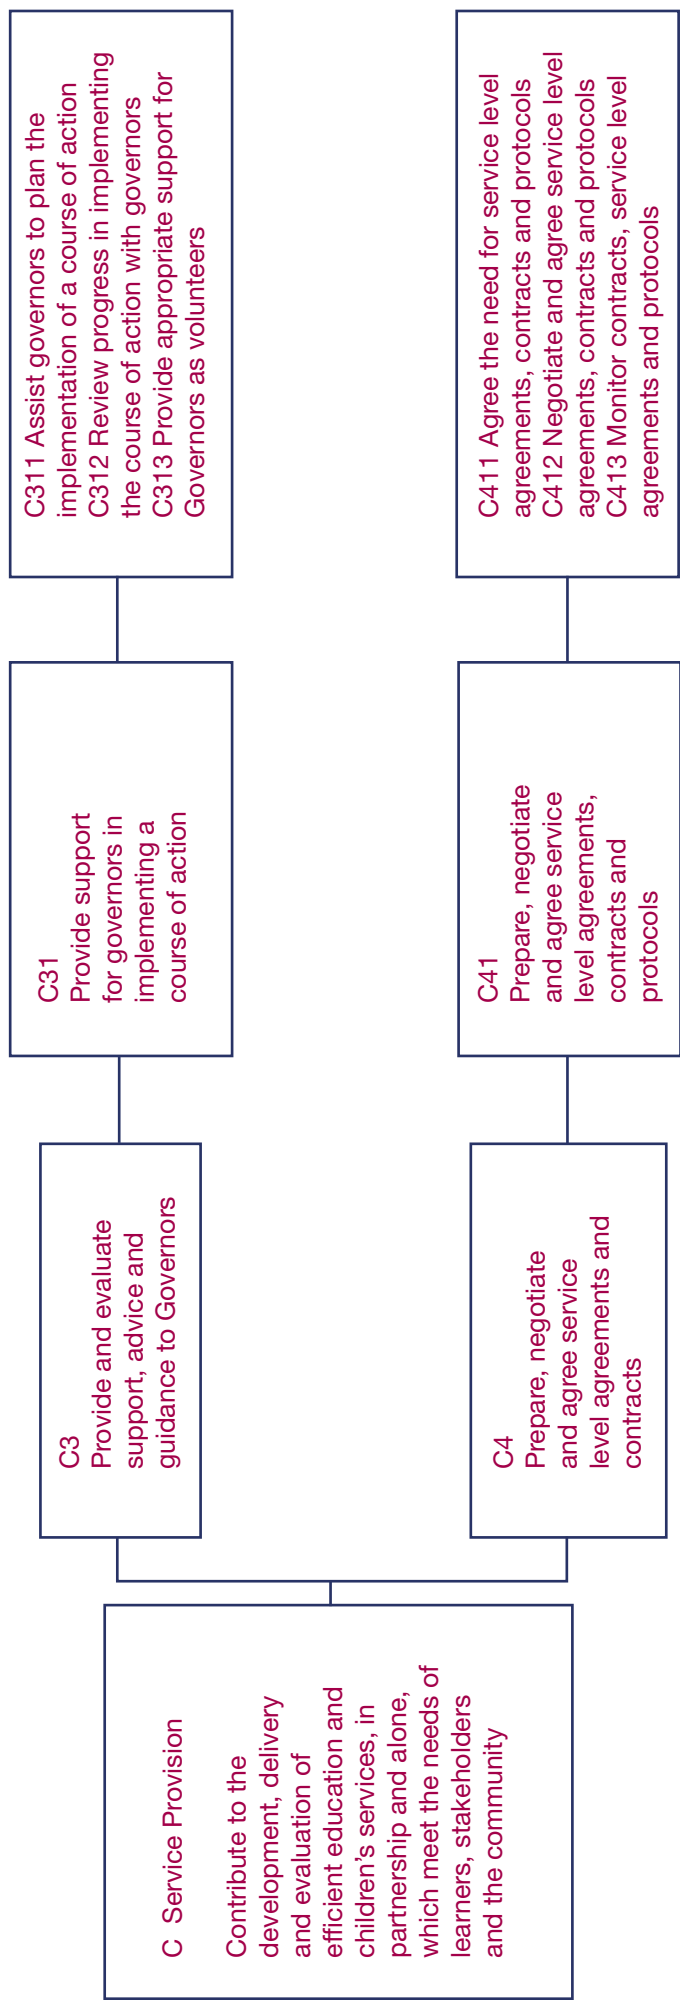 C  Service Provision
Contribute to the
development, delivery
and evaluation of
efficient education and
children’s services, in
partnership and alone,
which meet the needs of
learners, stakeholders
and the community
C3
Provide and evaluate
support, advice and
guidance to Governors
C31
Provide support
for governors in
implementing a
course of action
C311 Assist governors to plan the
implementation of a course of action
C312 Review progress in implementing
the course of action with governors
C313 Provide appropriate support for
Governors as volunteers
C4
Prepare, negotiate
and agree service
level agreements and
contracts
C41
Prepare, negotiate
and agree service
level agreements,
contracts and
protocols
C411 Agree the need for service level
agreements, contracts and protocols
C412 Negotiate and agree service level
agreements, contracts and protocols
C413 Monitor contracts, service level
agreements and protocols